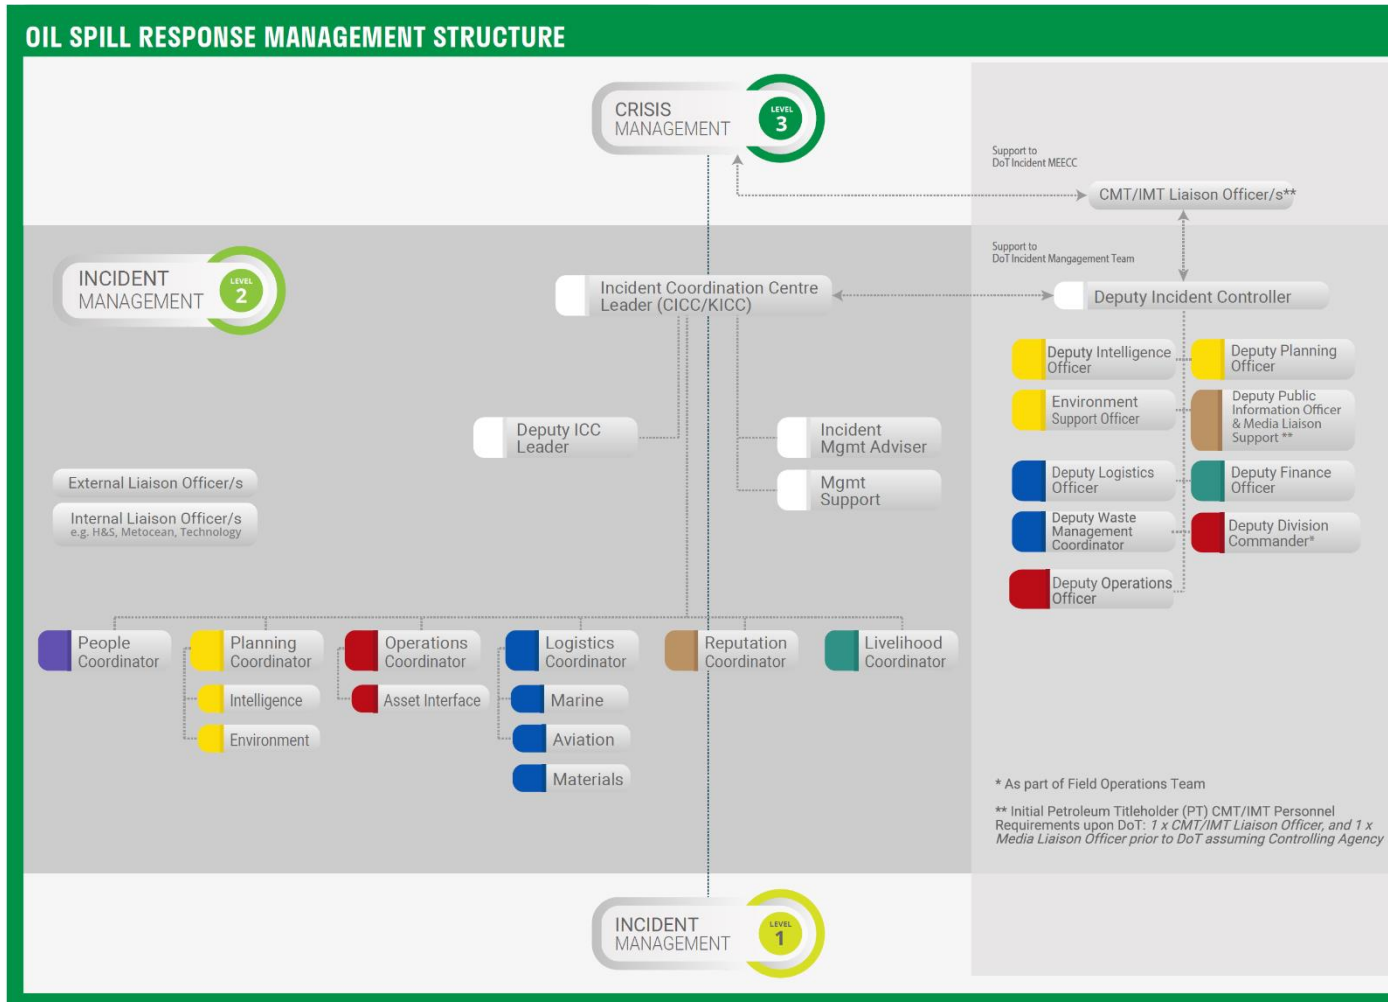 OIL SPILL RESPONSE MANAGEMENT STRUCTURE
CRISIS
MANAGEMENT
LEVEL
3
Support to
DoT Incident MEECC
CMT/IMT Liaison Officer/s**
INCIDENT
MANAGEMENT
LEVEL
2
Support to
DoT Incident Mangagement Team
Incident Coordination Centre
Leader (CICC/KICC)
Deputy Incident Controller
Deputy Intelligence
Officer
Deputy Planning
Officer
Environment
Support Officer
Deputy Public
Information Officer
& Media Liaison
Support **
Deputy ICC
Leader
Incident
Mgmt Adviser
Mgmt
Support
External Liaison Officer/s
Internal Liaison Officer/s
e.g. H&S, Metocean, Technology
Deputy Logistics
Officer
Deputy Finance
Officer
Deputy Waste
Management
Coordinator
Deputy Division
Commander*
Deputy Operations
Officer
People
Coordinator
Planning
Coordinator
Operations
Coordinator
Logistics
Coordinator
Reputation
Coordinator
Livelihood
Coordinator
Intelligence
Asset Interface
Marine
Environment
Aviation
Materials
* As part of Field Operations Team
** Initial Petroleum Titleholder (PT) CMT/IMT Personnel
Requirements upon DoT: 1 x CMT/IMT Liaison Officer, and 1 x
Media Liaison Officer prior to DoT assuming Controlling Agency
INCIDENT
MANAGEMENT
LEVEL
1